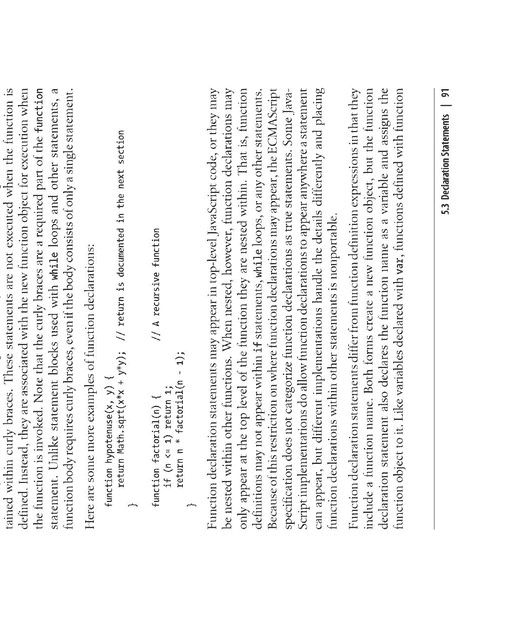 tained within curly braces. These statements are not executed when the function is
defined. Instead, they are associated with the new function object for execution when
the function is invoked. Note that the curly braces are a required part of the function
statement. Unlike statement blocks used with while loops and other statements, a
function body requires curly braces, even if the body consists of only a single statement.
Here are some more examples of function declarations:
function hypotenuse(x, y) {
return Math.sqrt(x*x + y*y); // return is documented in the next section
}
function factorial(n) { // A recursive function
if (n <= 1) return 1;
return n * factorial(n - 1);
}
Function declaration statements may appear in top-level JavaScript code, or they may
be nested within other functions. When nested, however, function declarations may
only appear at the top level of the function they are nested within. That is, function
definitions may not appear within if statements, while loops, or any other statements.
Because of this restriction on where function declarations may appear, the ECMAScript
specification does not categorize function declarations as true statements. Some Java-
Script implementations do allow function declarations to appear anywhere a statement
can appear, but different implementations handle the details differently and placing
function declarations within other statements is nonportable.
Function declaration statements differ from function definition expressions in that they
include a function name. Both forms create a new function object, but the function
declaration statement also declares the function name as a variable and assigns the
function object to it. Like variables declared with var, functions defined with function
5.3 Declaration Statements | 91